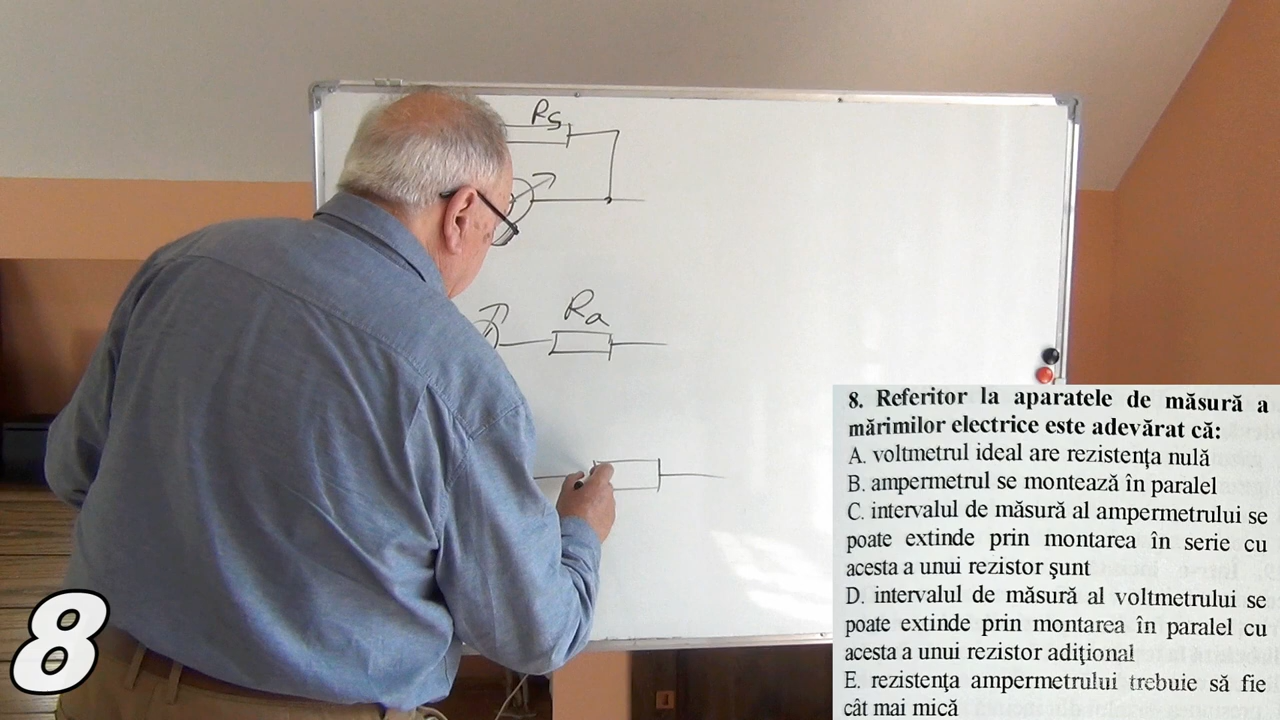 Rs
Ra
8. Referitor la aparatele de măsură a
mărimilor electrice este adevărat că:
A. voltmetrul ideal are rezistența nulă
B. ampermetrul se montează în paralel
C. intervalul de măsură al ampermetrului se
poate extinde prin montarea în serie cu
acesta a unui rezistor șunt
D. intervalul de măsură al voltmetrului se
poate extinde prin montarea în paralel cu
acesta a unui rezistor adițional
E. rezistența ampermetrului trebuie să fie
cât mai mică
8